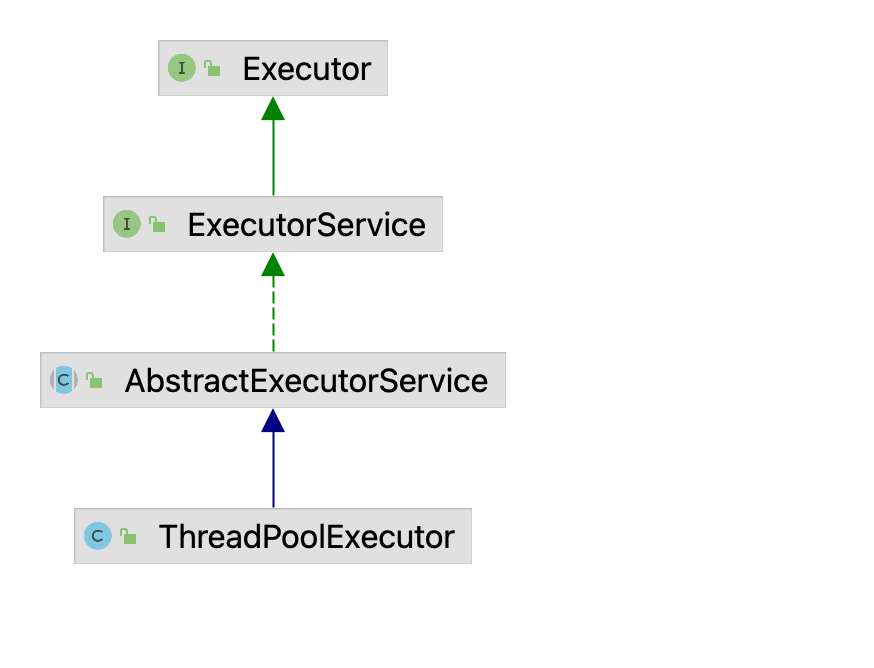 I Executor
I ExecutorService
C AbstractExecutorService
C ThreadPoolExecutor